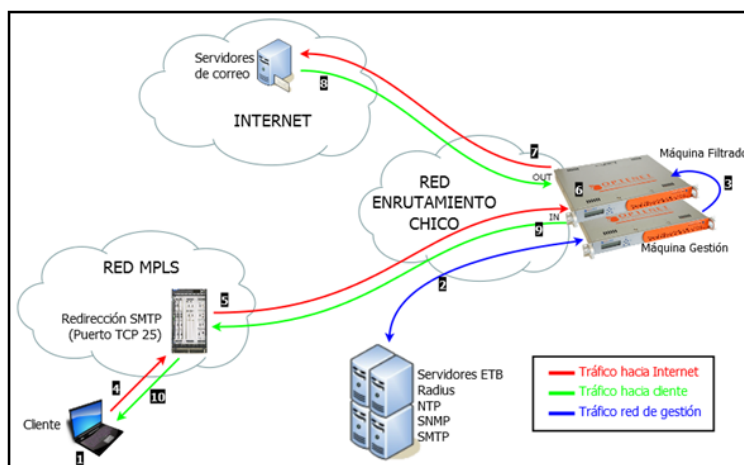 Servidores
de correo
8
INTERNET
7
OUT
Máquina Filtrado
6
3
OPTENET
RED
ENRUTAMIENTO
CHICO
IN
9
OPTENET
Máquina Gestión
2
RED MPLS
Redirección SMTP
(Puerto TCP 25)
5
4
10
Cliente
1
Servidores ETB
Radius
NTP
SNMP
SMTP
Tráfico hacia Internet
Tráfico hacia cliente
Tráfico red de gestión